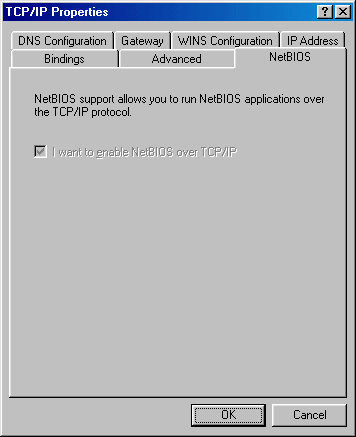 TCP/IP Properties
DNS Configuration Gateway WINS Configuration IP Address
Bindings Advanced NetBIOS
NetBIOS support allows you to run NetBIOS applications over
the TCP/IP protocol.
I want to enable NetBIOS over TCP/IP
OK Cancel